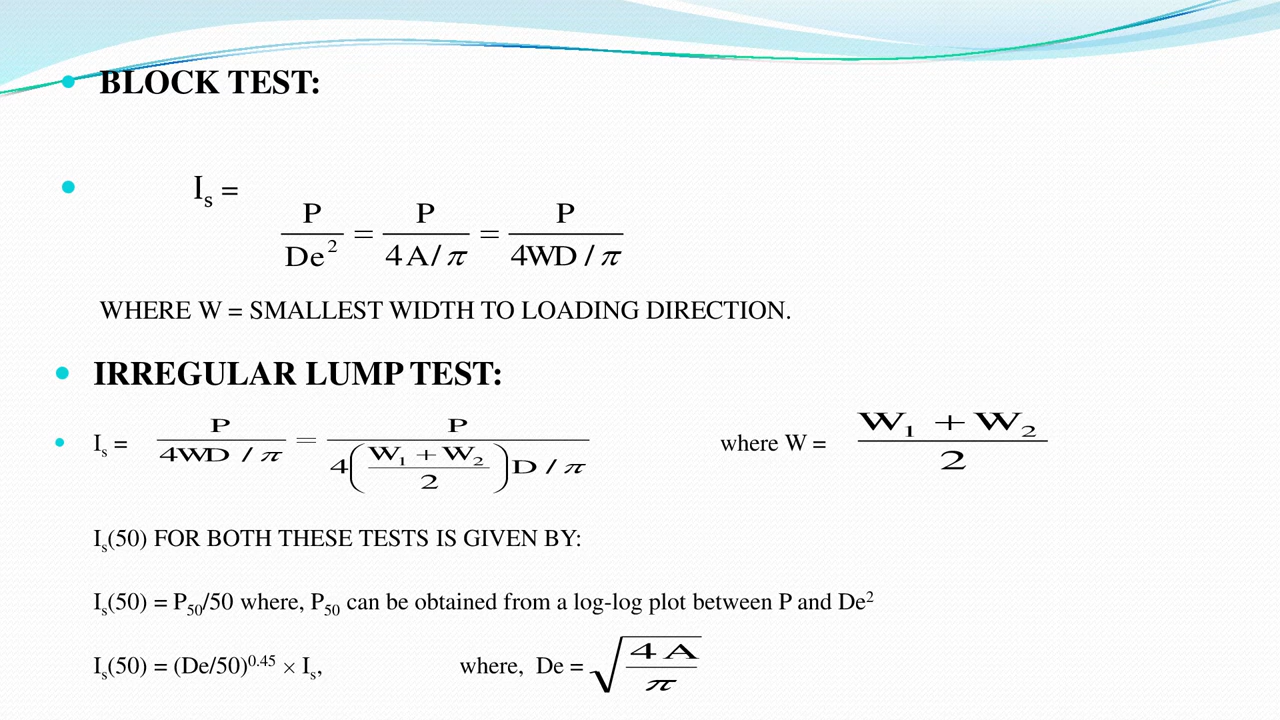 BLOCK TEST:
Iₛ = P/De² = P/4A/π = P/4WD/π
WHERE W = SMALLEST WIDTH TO LOADING DIRECTION.
IRREGULAR LUMP TEST:
Iₛ = P/4WD/π = P/4((W₁ + W₂)/2)D/π where W = (W₁ + W₂)/2
Iₛ(50) FOR BOTH THESE TESTS IS GIVEN BY:
Iₛ(50) = P₅₀/50 where, P₅₀ can be obtained from a log-log plot between P and De²
Iₛ(50) = (De/50)⁰·⁴⁵ × Iₛ, where, De = √(4A/π)